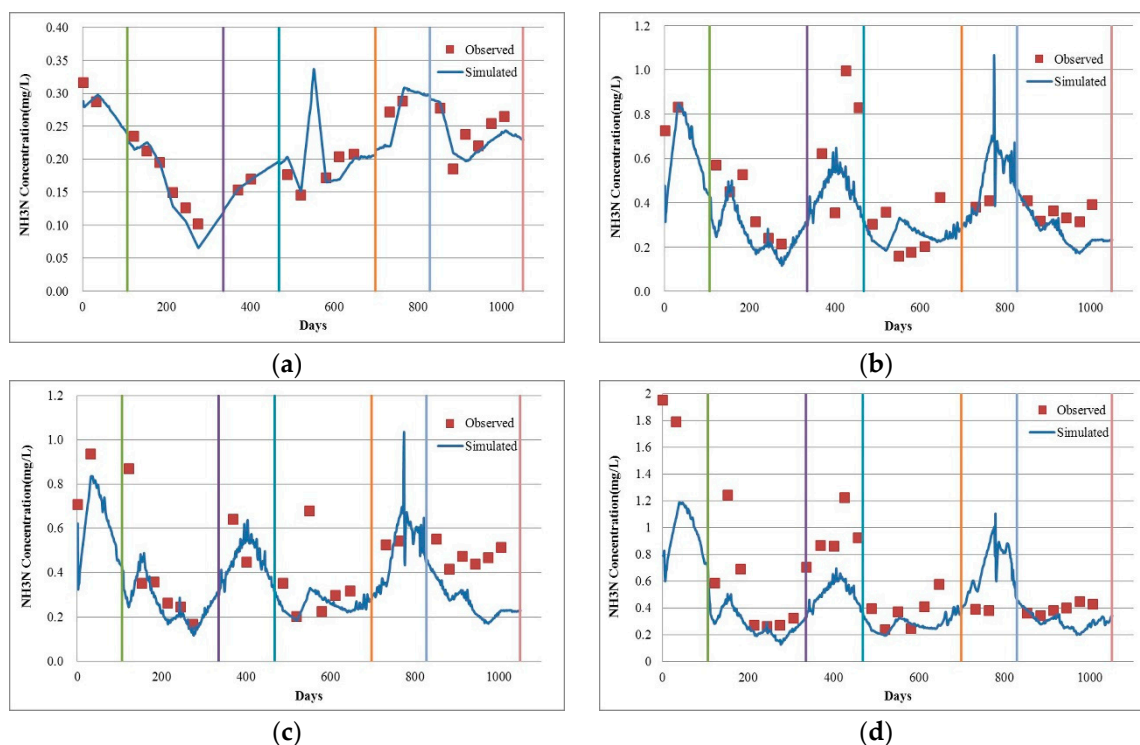 0.40
0.35
0.30
0.25
0.20
0.15
0.10
0.05
0.00
NH3N Concentration(mg/L)
Observed
Simulated
0 200 400 600 800 1000
Days
(a)
1.2
1.0
0.8
0.6
0.4
0.2
0.0
NH3N Concentration(mg/L)
Observed
Simulated
0 200 400 600 800 1000
Days
(b)
1.2
1.0
0.8
0.6
0.4
0.2
0.0
NH3N Concentration(mg/L)
Observed
Simulated
0 200 400 600 800 1000
Days
(c)
2
1.8
1.6
1.4
1.2
1
0.8
0.6
0.4
0.2
0
NH3N Concentration(mg/L)
Observed
Simulated
0 200 400 600 800 1000
Days
(d)